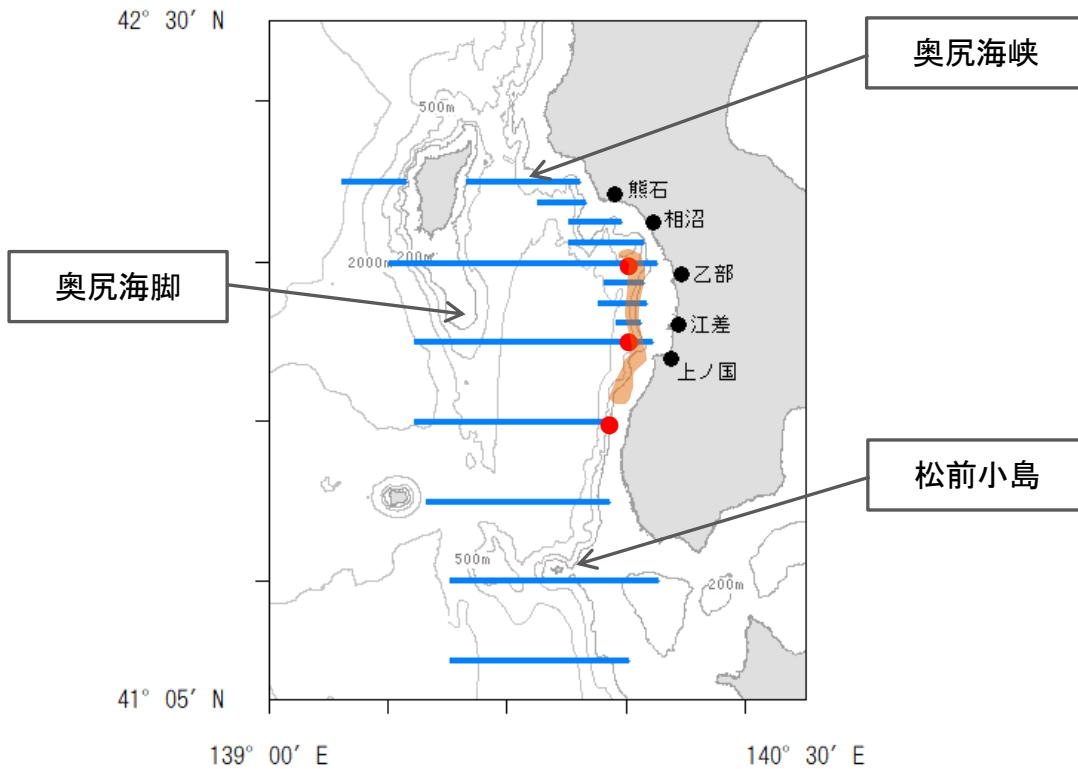 42° 30′ N
奥尻海峡
500m
熊石
相沼
2000m
200m
乙部
奥尻海脚
江差
上ノ国
松前小島
500m
200m
41° 05′ N
139° 00′ E
140° 30′ E